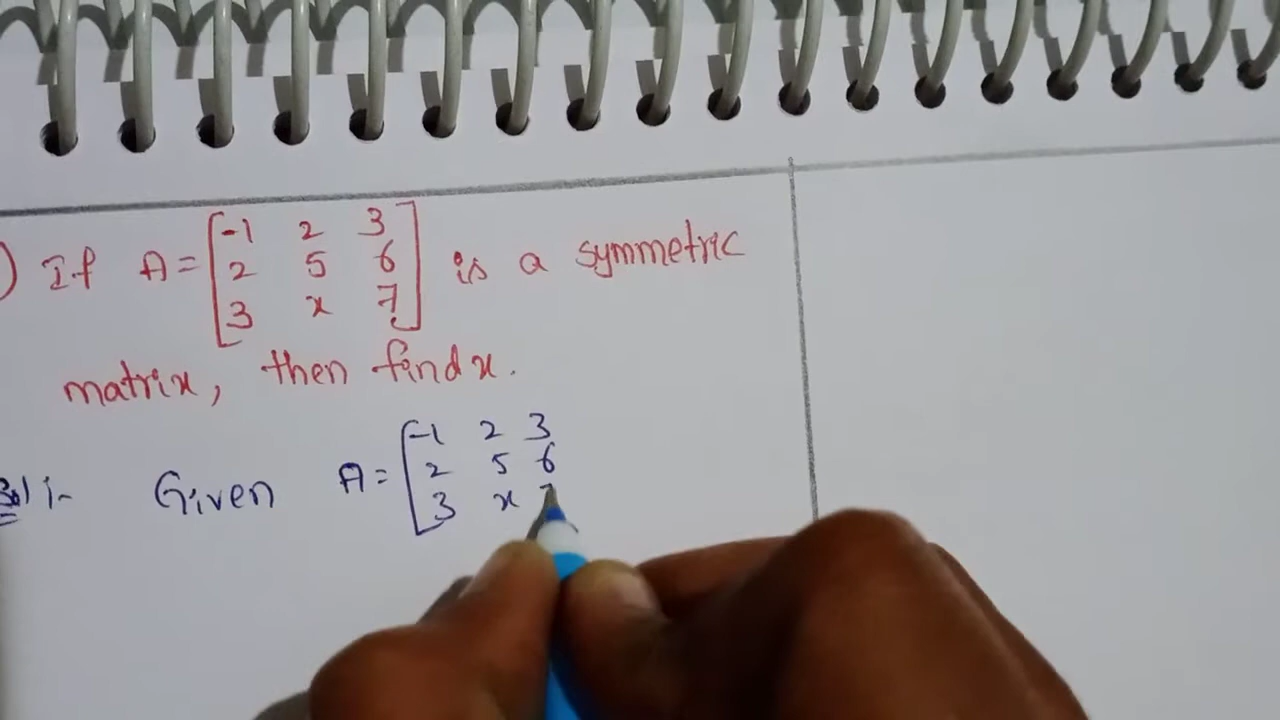 ) If A = [-1 2 3
2 5 6
3 x 7] is a symmetric
matrix, then find x.
Sol :- Given A = [-1 2 3
2 5 6
3 x